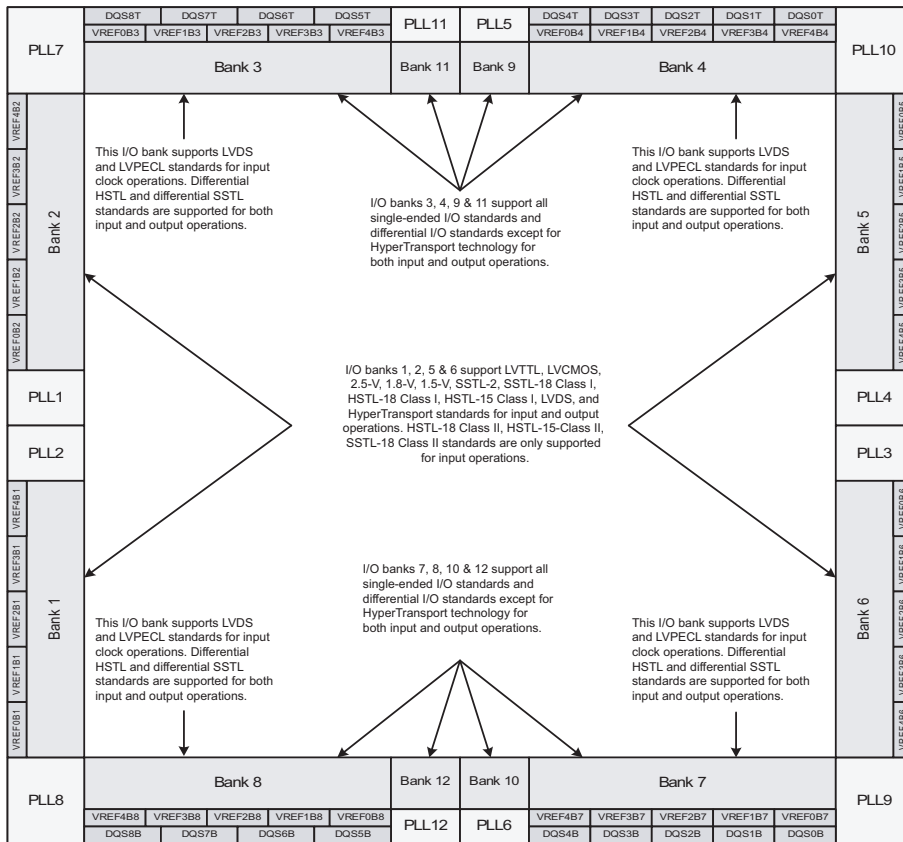 PLL7
DQS8T DQS7T DQS6T DQS5T
VREF0B3 VREF1B3 VREF2B3 VREF3B3 VREF4B3
Bank 3
PLL11
Bank 11
PLL5
Bank 9
DQS4T DQS3T DQS2T DQS1T DQS0T
VREF0B4 VREF1B4 VREF2B4 VREF3B4 VREF4B4
Bank 4
PLL10
VREF4B2
VREF3B2
VREF2B2
VREF1B2
VREF0B2
Bank 2
This I/O bank supports LVDS
and LVPECL standards for input
clock operations. Differential
HSTL and differential SSTL
standards are supported for both
input and output operations.
I/O banks 3, 4, 9 & 11 support all
single-ended I/O standards and
differential I/O standards except for
HyperTransport technology for
both input and output operations.
This I/O bank supports LVDS
and LVPECL standards for input
clock operations. Differential
HSTL and differential SSTL
standards are supported for both
input and output operations.
Bank 5
VREF0B5
VREF1B5
VREF2B5
VREF3B5
VREF4B5
I/O banks 1, 2, 5 & 6 support LVTTL, LVCMOS,
2.5-V, 1.8-V, 1.5-V, SSTL-2, SSTL-18 Class I,
HSTL-18 Class I, HSTL-15 Class I, LVDS, and
HyperTransport standards for input and output
operations. HSTL-18 Class II, HSTL-15-Class II,
SSTL-18 Class II standards are only supported
for input operations.
PLL1
PLL2
PLL4
PLL3
VREF4B1
VREF3B1
VREF2B1
VREF1B1
VREF0B1
Bank 1
I/O banks 7, 8, 10 & 12 support all
single-ended I/O standards and
differential I/O standards except for
HyperTransport technology for
both input and output operations.
This I/O bank supports LVDS
and LVPECL standards for input
clock operations. Differential
HSTL and differential SSTL
standards are supported for both
input and output operations.
This I/O bank supports LVDS
and LVPECL standards for input
clock operations. Differential
HSTL and differential SSTL
standards are supported for both
input and output operations.
Bank 6
VREF0B6
VREF1B6
VREF2B6
VREF3B6
VREF4B6
PLL8
Bank 8
VREF4B8 VREF3B8 VREF2B8 VREF1B8 VREF0B8
DQS8B DQS7B DQS6B DQS5B
Bank 12
PLL12
Bank 10
PLL6
Bank 7
VREF4B7 VREF3B7 VREF2B7 VREF1B7 VREF0B7
DQS4B DQS3B DQS2B DQS1B DQS0B
PLL9